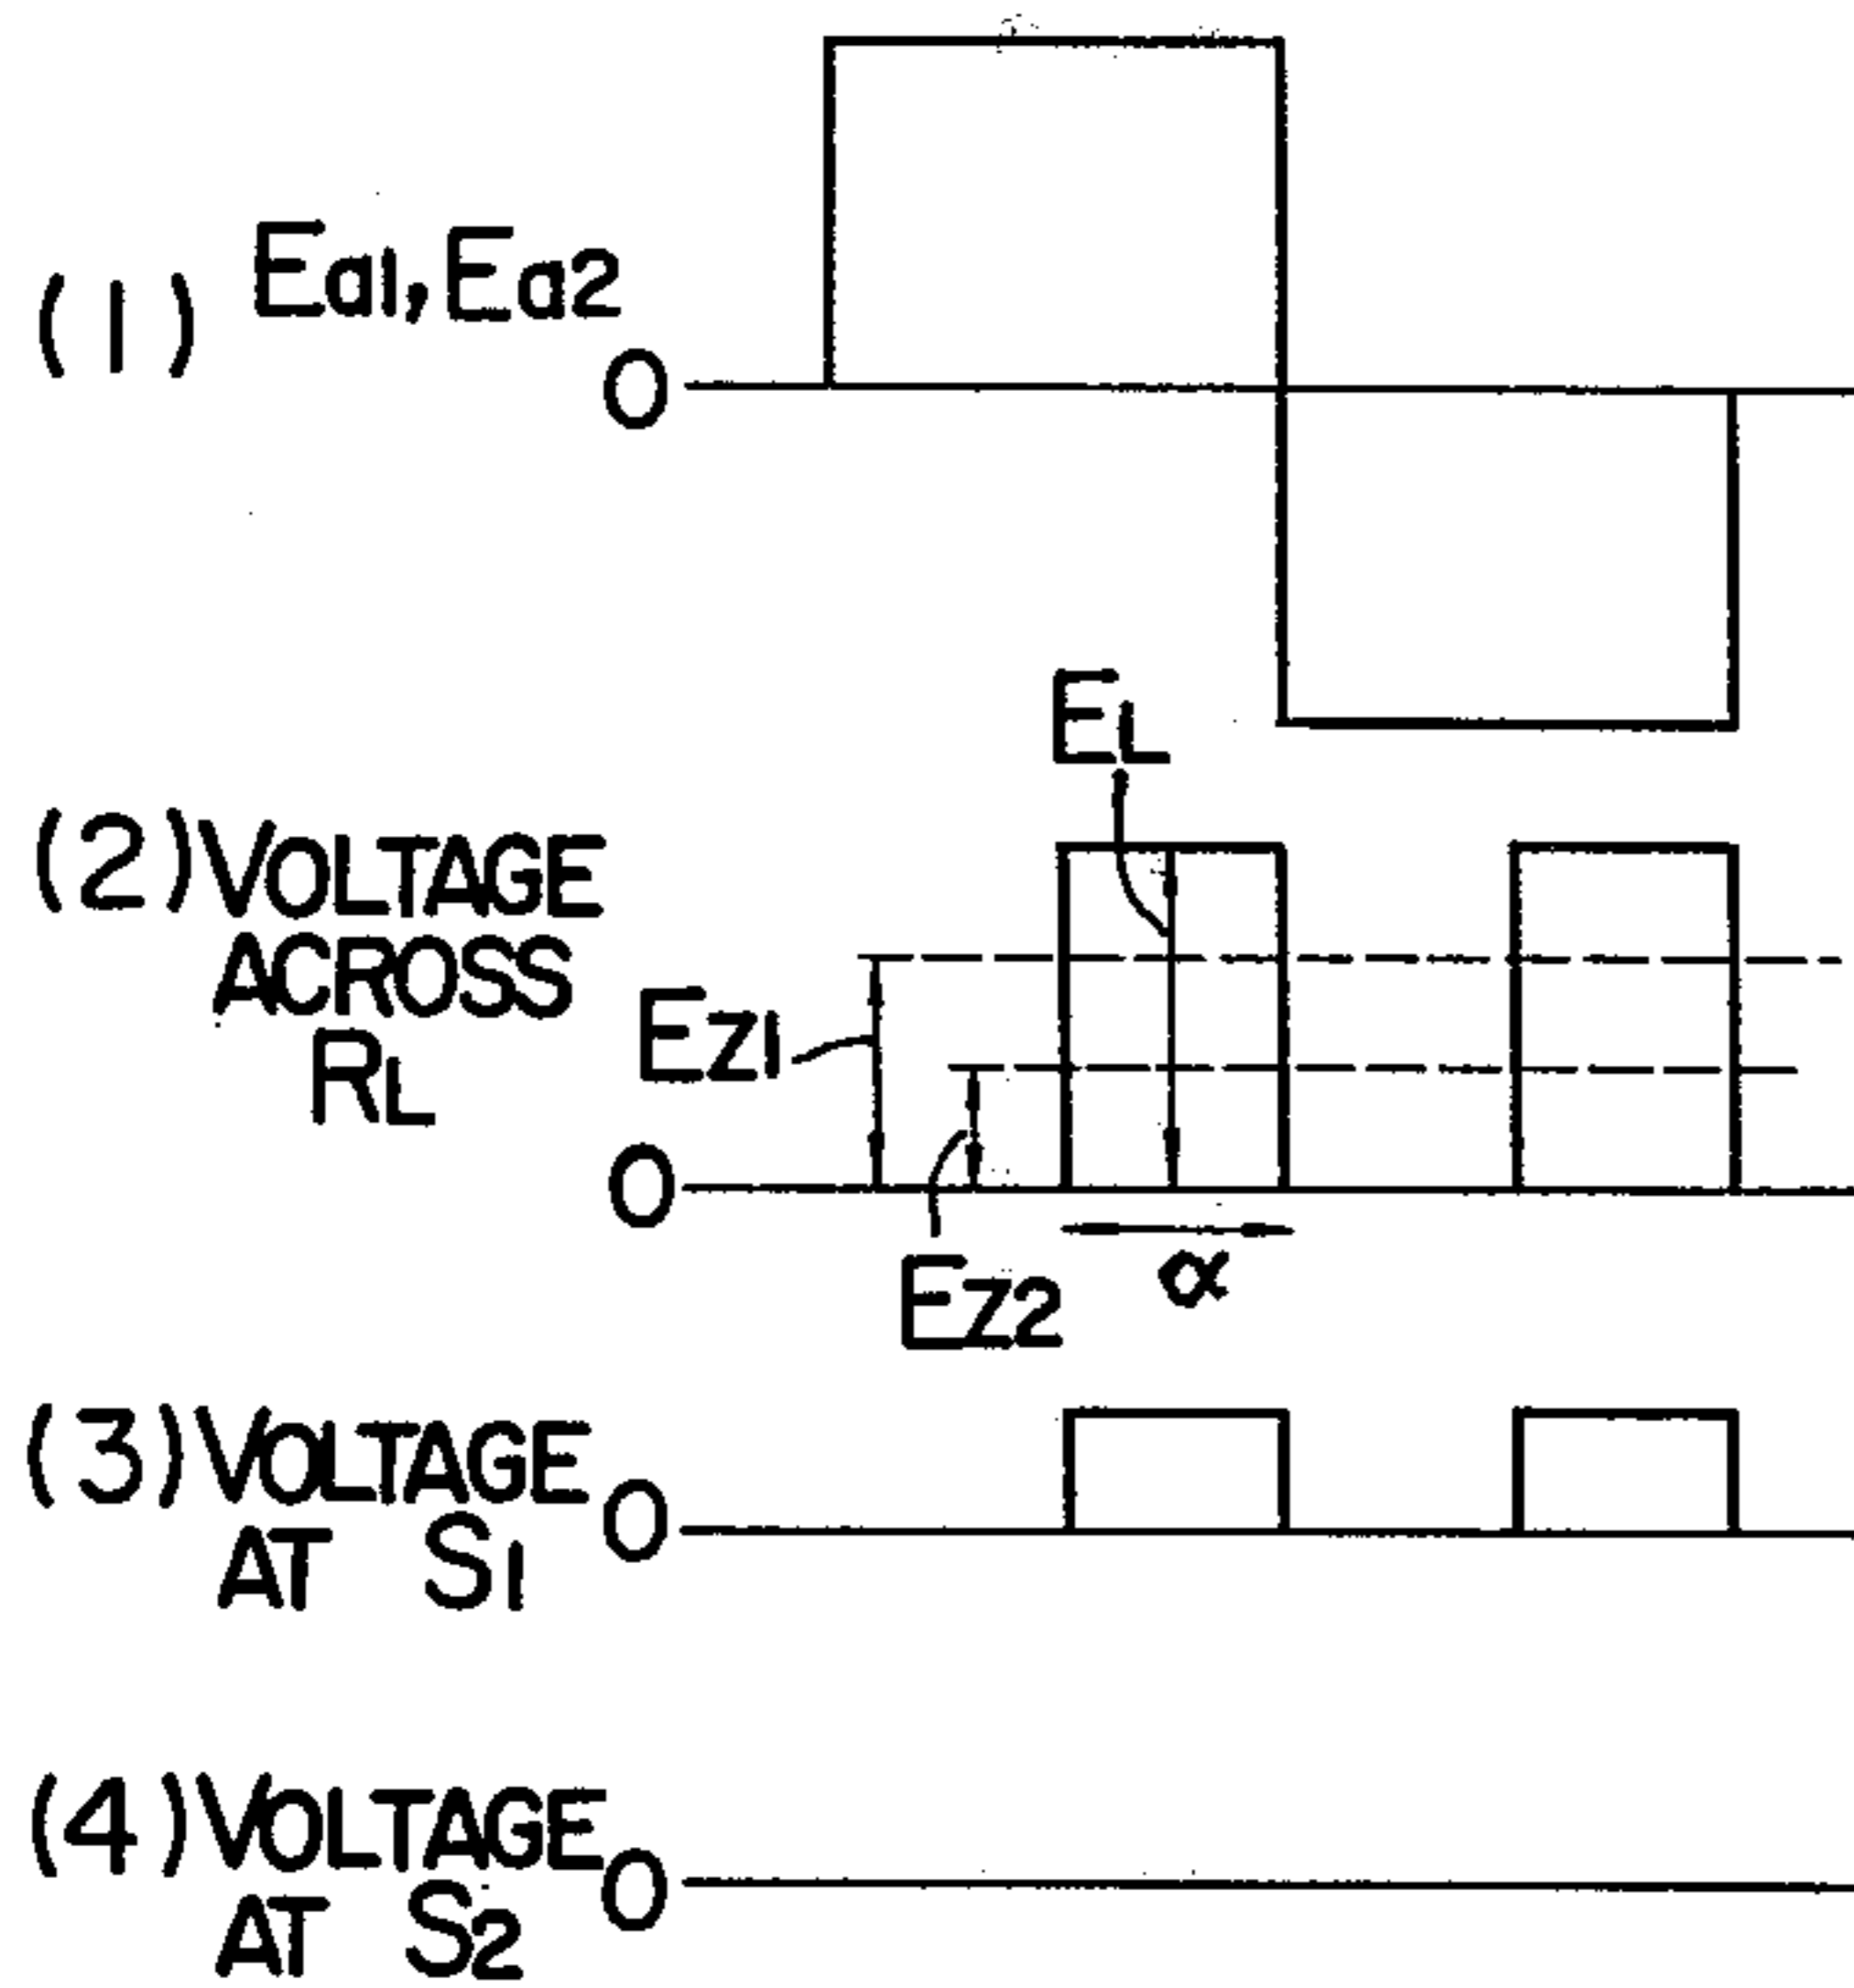 (1) Ea1, Ea2
0
EL
(2) VOLTAGE
ACROSS
RL
EZ1
0
EZ2
α
(3) VOLTAGE
AT S1
0
(4) VOLTAGE
AT S2
0